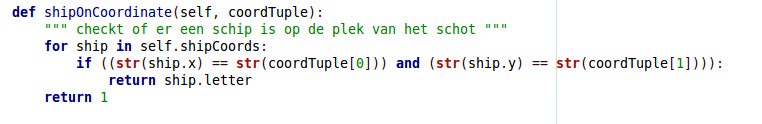 def shipOnCoordinate(self, coordTuple):
    """ checkt of er een schip is op de plek van het schot """
    for ship in self.shipCoords:
        if ((str(ship.x) == str(coordTuple[0])) and (str(ship.y) == str(coordTuple[1]))):
            return ship.letter
    return 1